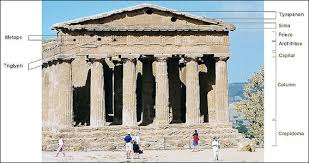 Tympanon
Sima
Metope
Frieze
Architrave
Capital
Triglyph
Column
Crepidoma